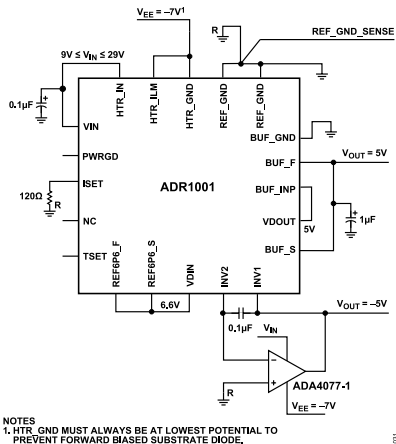 VEE = –7V1
R
REF_GND_SENSE
9V ≤ VIN ≤ 29V
0.1µF
+
HTR_IN
HTR_ILM
HTR_GND
REF_GND
REF_GND
VIN
PWRGD
ISET
NC
TSET
120Ω
R
ADR1001
BUF_GND
BUF_F
BUF_INP
VDOUT
BUF_S
VOUT = 5V
5V
+
1µF
REF6P6_F
REF6P6_S
VDIN
INV2
INV1
6.6V
0.1µF
VOUT = –5V
VIN
–
+
R
ADA4077-1
VEE = –7V
NOTES
1. HTR_GND MUST ALWAYS BE AT LOWEST POTENTIAL TO
PREVENT FORWARD BIASED SUBSTRATE DIODE.